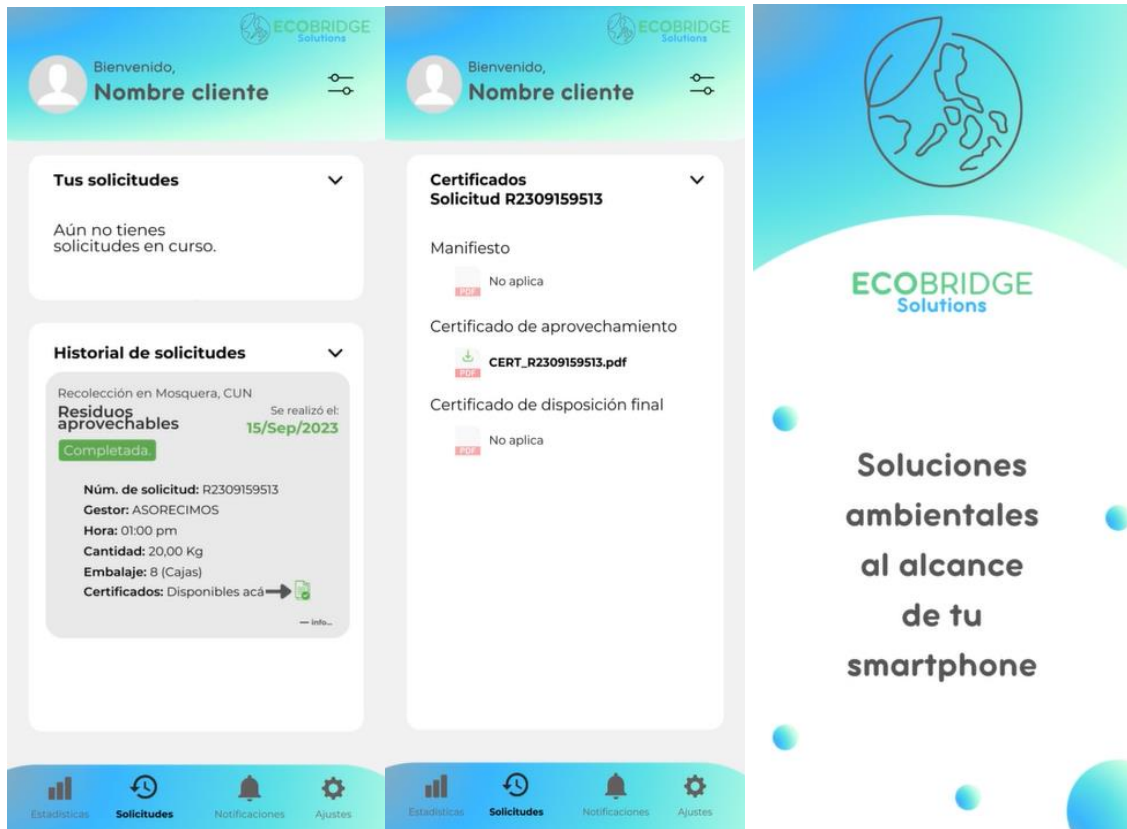 ECOBRIDGE
Solutions
Bienvenido,
Nombre cliente
Tus solicitudes
Aún no tienes
solicitudes en curso.
Historial de solicitudes
Recolección en Mosquera, CUN
Residuos
aprovechables
Se realizó el:
15/Sep/2023
Completada.
Núm. de solicitud: R2309159513
Gestor: ASORECIMOS
Hora: 01:00 pm
Cantidad: 20,00 Kg
Embalaje: 8 (Cajas)
Certificados: Disponibles acá
— info...
Estadísticas
Solicitudes
Notificaciones
Ajustes
ECOBRIDGE
Solutions
Bienvenido,
Nombre cliente
Certificados
Solicitud R2309159513
Manifiesto
PDF
No aplica
Certificado de aprovechamiento
PDF
CERT_R2309159513.pdf
Certificado de disposición final
PDF
No aplica
Estadísticas
Solicitudes
Notificaciones
Ajustes
ECOBRIDGE
Solutions
Soluciones
ambientales
al alcance
de tu
smartphone